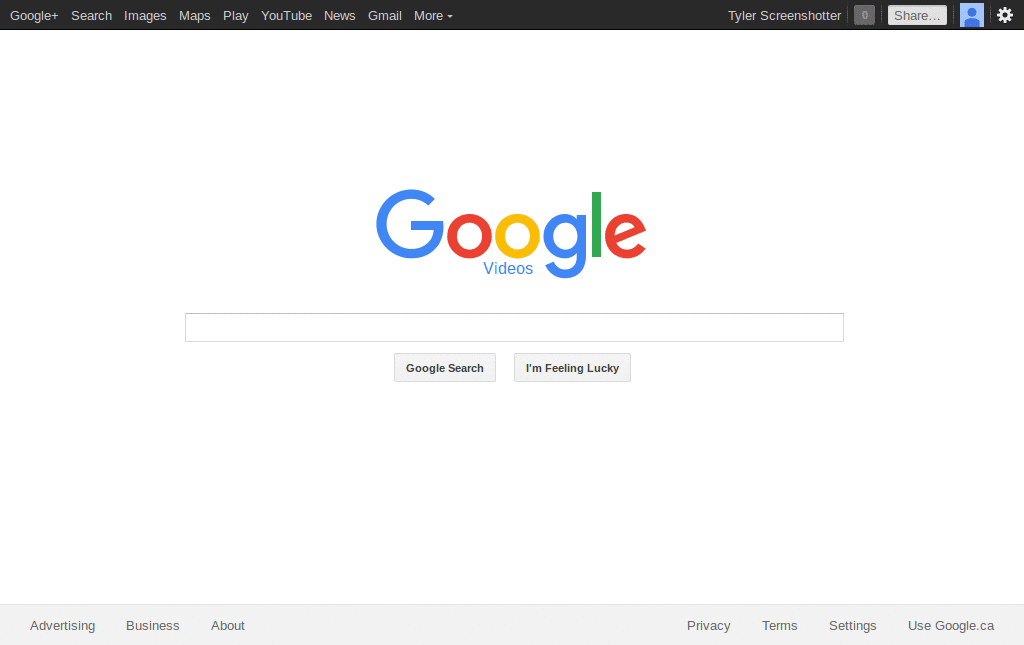 Google+ Search Images Maps Play YouTube News Gmail More Tyler Screenshotter 0 Share…
Google
Videos
Google Search I'm Feeling Lucky
Advertising Business About Privacy Terms Settings Use Google.ca